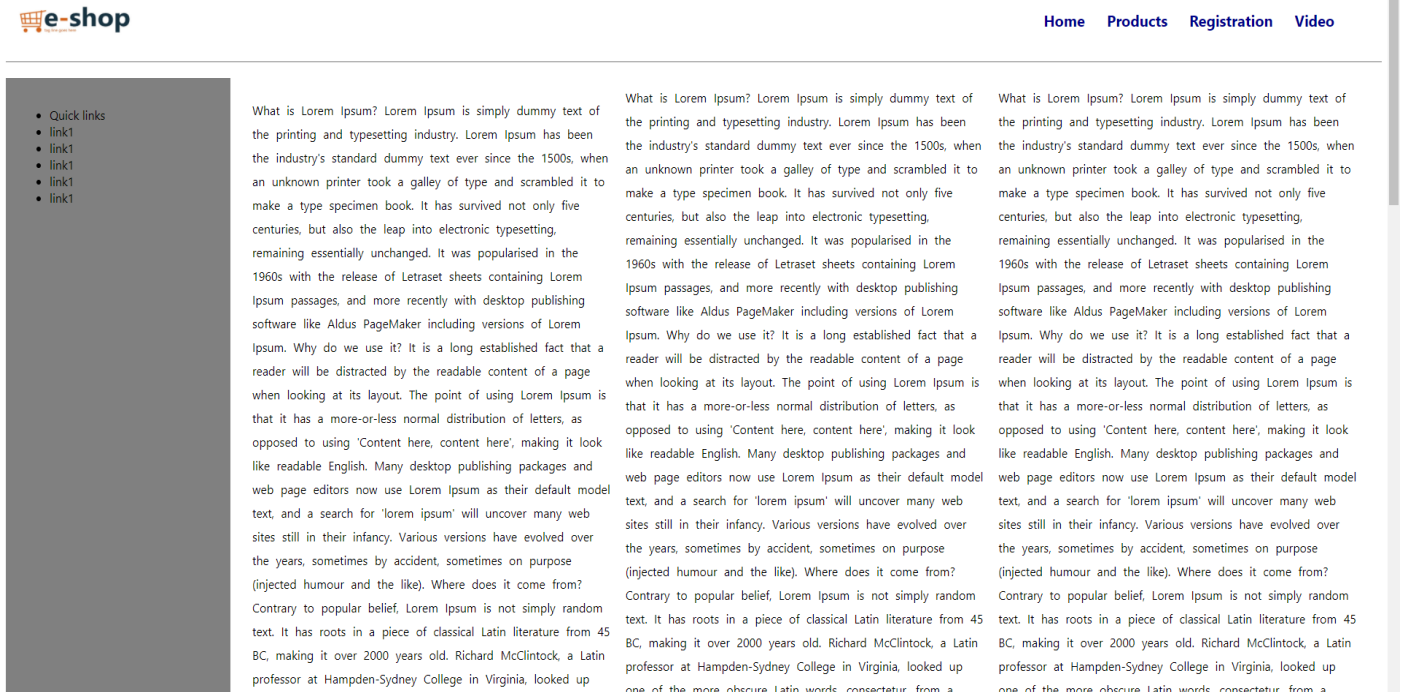 e-shop
Home Products Registration Video
Quick links
link1
link1
link1
link1
link1
What is Lorem Ipsum? Lorem Ipsum is simply dummy text of
the printing and typesetting industry. Lorem Ipsum has been
the industry's standard dummy text ever since the 1500s, when
an unknown printer took a galley of type and scrambled it to
make a type specimen book. It has survived not only five
centuries, but also the leap into electronic typesetting,
remaining essentially unchanged. It was popularised in the
1960s with the release of Letraset sheets containing Lorem
Ipsum passages, and more recently with desktop publishing
software like Aldus PageMaker including versions of Lorem
Ipsum. Why do we use it? It is a long established fact that a
reader will be distracted by the readable content of a page
when looking at its layout. The point of using Lorem Ipsum is
that it has a more-or-less normal distribution of letters, as
opposed to using 'Content here, content here', making it look
like readable English. Many desktop publishing packages and
web page editors now use Lorem Ipsum as their default model
text, and a search for 'lorem ipsum' will uncover many web
sites still in their infancy. Various versions have evolved over
the years, sometimes by accident, sometimes on purpose
(injected humour and the like). Where does it come from?
Contrary to popular belief, Lorem Ipsum is not simply random
text. It has roots in a piece of classical Latin literature from 45
BC, making it over 2000 years old. Richard McClintock, a Latin
professor at Hampden-Sydney College in Virginia, looked up
What is Lorem Ipsum? Lorem Ipsum is simply dummy text of
the printing and typesetting industry. Lorem Ipsum has been
the industry's standard dummy text ever since the 1500s, when
an unknown printer took a galley of type and scrambled it to
make a type specimen book. It has survived not only five
centuries, but also the leap into electronic typesetting,
remaining essentially unchanged. It was popularised in the
1960s with the release of Letraset sheets containing Lorem
Ipsum passages, and more recently with desktop publishing
software like Aldus PageMaker including versions of Lorem
Ipsum. Why do we use it? It is a long established fact that a
reader will be distracted by the readable content of a page
when looking at its layout. The point of using Lorem Ipsum is
that it has a more-or-less normal distribution of letters, as
opposed to using 'Content here, content here', making it look
like readable English. Many desktop publishing packages and
web page editors now use Lorem Ipsum as their default model
text, and a search for 'lorem ipsum' will uncover many web
sites still in their infancy. Various versions have evolved over
the years, sometimes by accident, sometimes on purpose
(injected humour and the like). Where does it come from?
Contrary to popular belief, Lorem Ipsum is not simply random
text. It has roots in a piece of classical Latin literature from 45
BC, making it over 2000 years old. Richard McClintock, a Latin
professor at Hampden-Sydney College in Virginia, looked up
one of the more obscure Latin words, consectetur, from a
What is Lorem Ipsum? Lorem Ipsum is simply dummy text of
the printing and typesetting industry. Lorem Ipsum has been
the industry's standard dummy text ever since the 1500s, when
an unknown printer took a galley of type and scrambled it to
make a type specimen book. It has survived not only five
centuries, but also the leap into electronic typesetting,
remaining essentially unchanged. It was popularised in the
1960s with the release of Letraset sheets containing Lorem
Ipsum passages, and more recently with desktop publishing
software like Aldus PageMaker including versions of Lorem
Ipsum. Why do we use it? It is a long established fact that a
reader will be distracted by the readable content of a page
when looking at its layout. The point of using Lorem Ipsum is
that it has a more-or-less normal distribution of letters, as
opposed to using 'Content here, content here', making it look
like readable English. Many desktop publishing packages and
web page editors now use Lorem Ipsum as their default model
text, and a search for 'lorem ipsum' will uncover many web
sites still in their infancy. Various versions have evolved over
the years, sometimes by accident, sometimes on purpose
(injected humour and the like). Where does it come from?
Contrary to popular belief, Lorem Ipsum is not simply random
text. It has roots in a piece of classical Latin literature from 45
BC, making it over 2000 years old. Richard McClintock, a Latin
professor at Hampden-Sydney College in Virginia, looked up
one of the more obscure Latin words, consectetur, from a